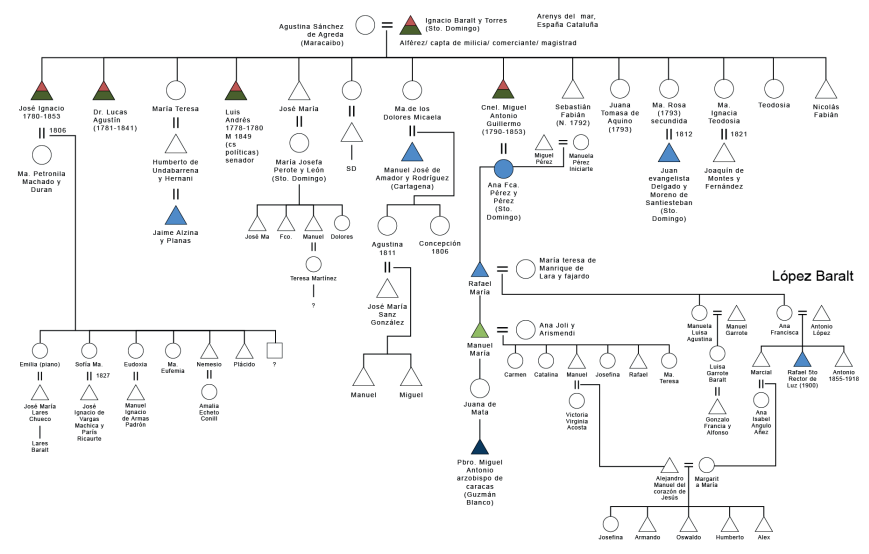 Agustina Sánchez
de Agreda
(Maracaibo)
Ignacio Baralt y Torres
(Sto. Domingo)
Arenys del mar,
España Cataluña
Alférez/ capta de milicia/ comerciante/ magistrad
José Ignacio
1780-1853
1806
Ma. Petronila
Machado y
Duran
Dr. Lucas
Agustín
(1781-1841)
María Teresa
Humberto de
Undabarrena
y Hernani
Jaime Alzina
y Planas
Luis
Andrés
1778-1780
M 1849
(cs
políticas)
senador
José María
María Josefa
Perote y León
(Sto. Domingo)
José Ma
Fco.
Manuel
Dolores
Teresa Martínez
?
SD
Ma.de los
Dolores Micaela
Manuel José de
Amador y Rodríguez
(Cartagena)
Agustina
1811
Concepción
1806
José María
Sanz
González
Manuel
Miguel
Cnel. Miguel
Antonio
Guillermo
(1790-1853)
Ana Fca.
Pérez y
Pérez
(Sto.
Domingo)
Miguel
Pérez
Manuela
Pérez
Iniciarte
Sebastián
Fabián
(N. 1792)
Juana
Tomasa de
Aquino
(1793)
Ma. Rosa
(1793)
secundida
1812
Juan
evangelista
Delgado y
Moreno de
Santiesteban
(Sto.
Domingo)
Ma.
Ignacia
Teodosia
1821
Joaquín de
Montes y
Fernández
Teodosia
Nicolás
Fabián
Rafael
María
María teresa de
Manrique de
Lara y fajardo
López Baralt
Manuel
María
Ana Joli y
Arismendi
Manuela
Luisa
Agustina
Manuel
Garrote
Ana
Francisca
Antonio
López
Carmen
Catalina
Manuel
Josefina
Rafael
Ma.
Teresa
Luisa
Garrote
Baralt
Marcial
Rafael 5to
Rector de
Luz (1900)
Antonio
1855-1918
Juana de
Mata
Victoria
Virginia
Acosta
Gonzalo
Francia y
Alfonso
Ana
Isabel
Angulo
Añez
Pbro. Miguel
Antonio
arzobispo de
caracas
(Guzmán
Blanco)
Alejandro
Manuel del
corazón de
Jesús
Margarit
a María
Josefina
Armando
Oswaldo
Humberto
Alex
Emilia (piano)
Sofía Ma.
Eudoxia
Ma.
Eufemia
Nemesio
Plácido
?
José María
Lares
Chueco
1827
José
Ignacio de
Vargas
Machica y
París
Ricaurte
Manuel
Ignacio
de Armas
Padrón
Amalia
Echeto
Conill
Lares
Baralt